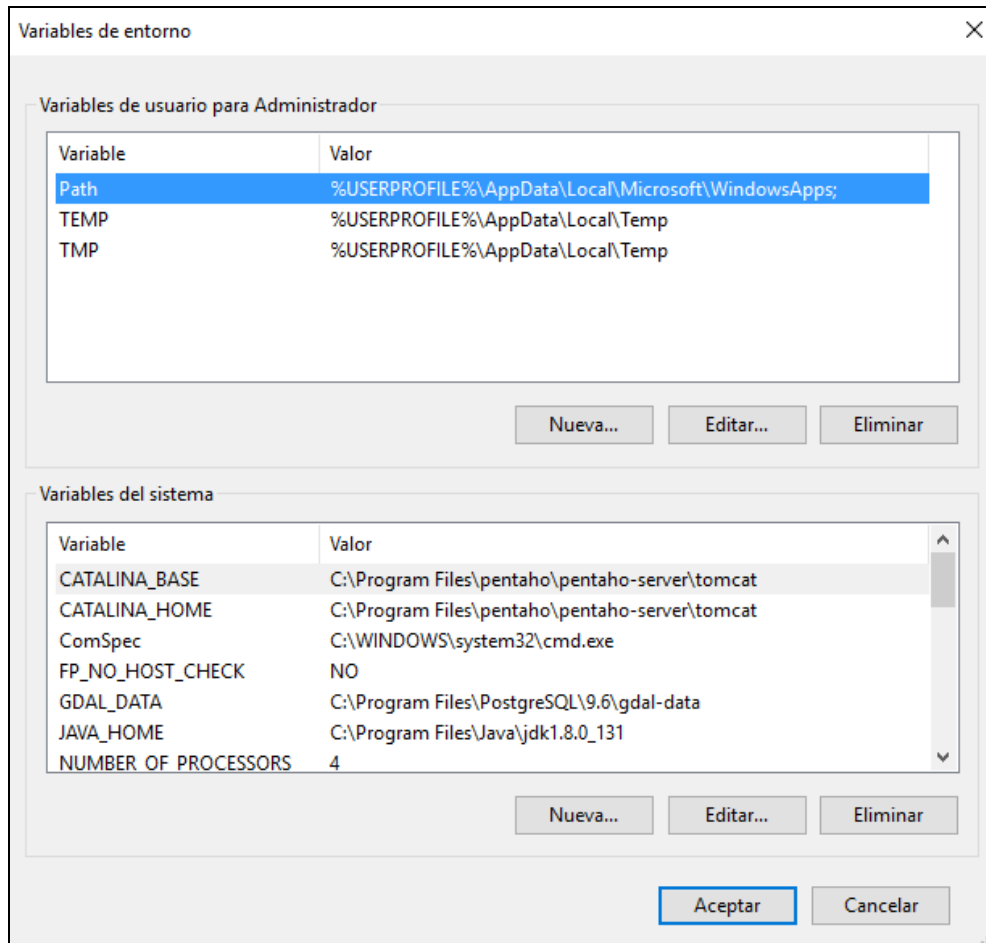 Variables de entorno
Variables de usuario para Administrador
Variable Valor
Path %USERPROFILE%\AppData\Local\Microsoft\WindowsApps;
TEMP %USERPROFILE%\AppData\Local\Temp
TMP %USERPROFILE%\AppData\Local\Temp
Nueva... Editar... Eliminar
Variables del sistema
Variable Valor
CATALINA_BASE C:\Program Files\pentaho\pentaho-server\tomcat
CATALINA_HOME C:\Program Files\pentaho\pentaho-server\tomcat
ComSpec C:\WINDOWS\system32\cmd.exe
FP_NO_HOST_CHECK NO
GDAL_DATA C:\Program Files\PostgreSQL\9.6\gdal-data
JAVA_HOME C:\Program Files\Java\jdk1.8.0_131
NUMBER_OF_PROCESSORS 4
Nueva... Editar... Eliminar
Aceptar Cancelar